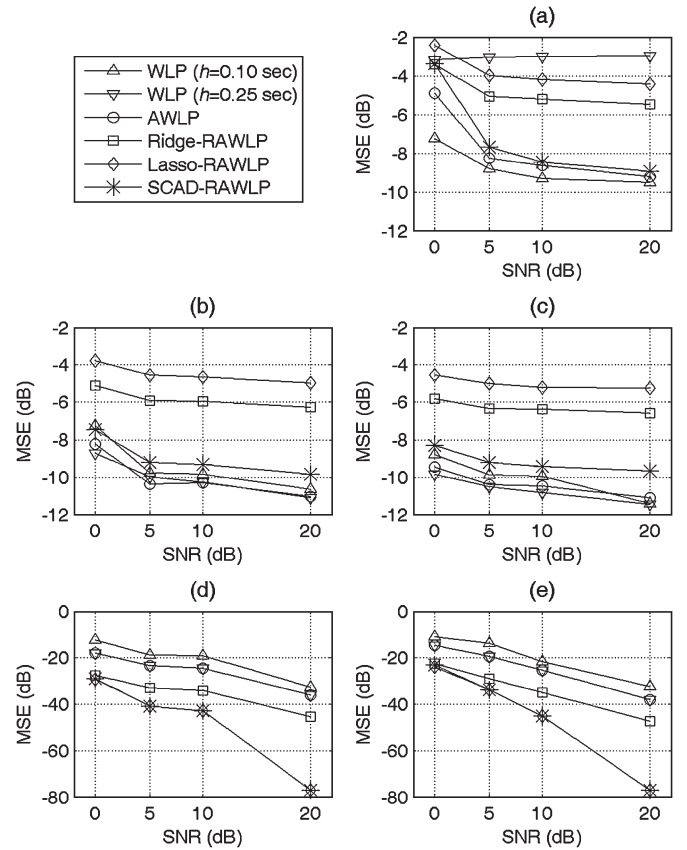 (a)
WLP (h=0.10 sec)
WLP (h=0.25 sec)
AWLP
Ridge-RAWLP
Lasso-RAWLP
SCAD-RAWLP
-2
-4
-6
-8
-10
-12
MSE (dB)
0 5 10 20
SNR (dB)
(b)
-2
-4
-6
-8
-10
-12
MSE (dB)
0 5 10 20
SNR (dB)
(c)
-2
-4
-6
-8
-10
-12
MSE (dB)
0 5 10 20
SNR (dB)
(d)
0
-20
-40
-60
-80
MSE (dB)
0 5 10 20
SNR (dB)
(e)
0
-20
-40
-60
-80
MSE (dB)
0 5 10 20
SNR (dB)